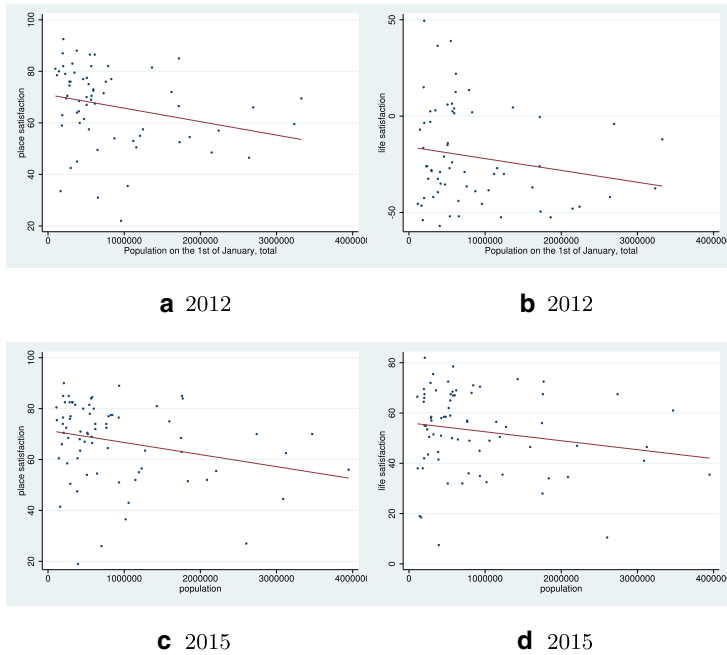 place satisfaction
100
80
60
40
20
0 1000000 2000000 3000000 4000000
Population on the 1st of January, total
life satisfaction
50
0
-50
0 1000000 2000000 3000000 4000000
Population on the 1st of January, total
a 2012
b 2012
place satisfaction
100
80
60
40
20
0 1000000 2000000 3000000 4000000
population
life satisfaction
80
60
40
20
0
0 1000000 2000000 3000000 4000000
population
c 2015
d 2015